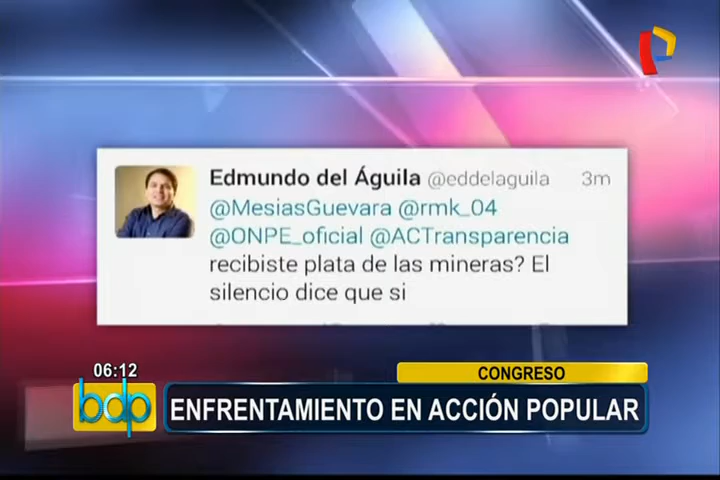 Edmundo del Águila @eddelaguila 3m
@MesiasGuevara @rmk_04
@ONPE_oficial @ACTransparencia
recibiste plata de las mineras? El
silencio dice que si
06:12
CONGRESO
bdp
ENFRENTAMIENTO EN ACCIÓN POPULAR